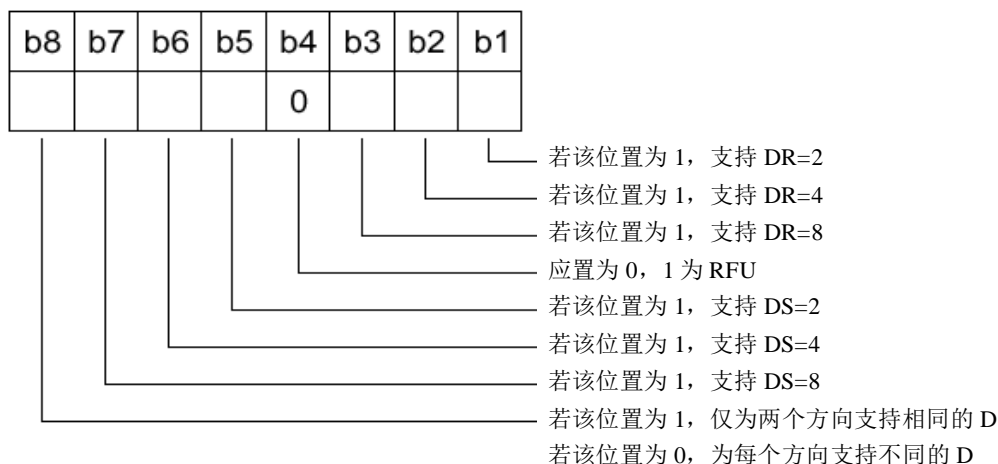 b8 b7 b6 b5 b4 b3 b2 b1
0
若该位置为 1，支持 DR=2
若该位置为 1，支持 DR=4
若该位置为 1，支持 DR=8
应置为 0，1 为 RFU
若该位置为 1，支持 DS=2
若该位置为 1，支持 DS=4
若该位置为 1，支持 DS=8
若该位置为 1，仅为两个方向支持相同的 D
若该位置为 0，为每个方向支持不同的 D